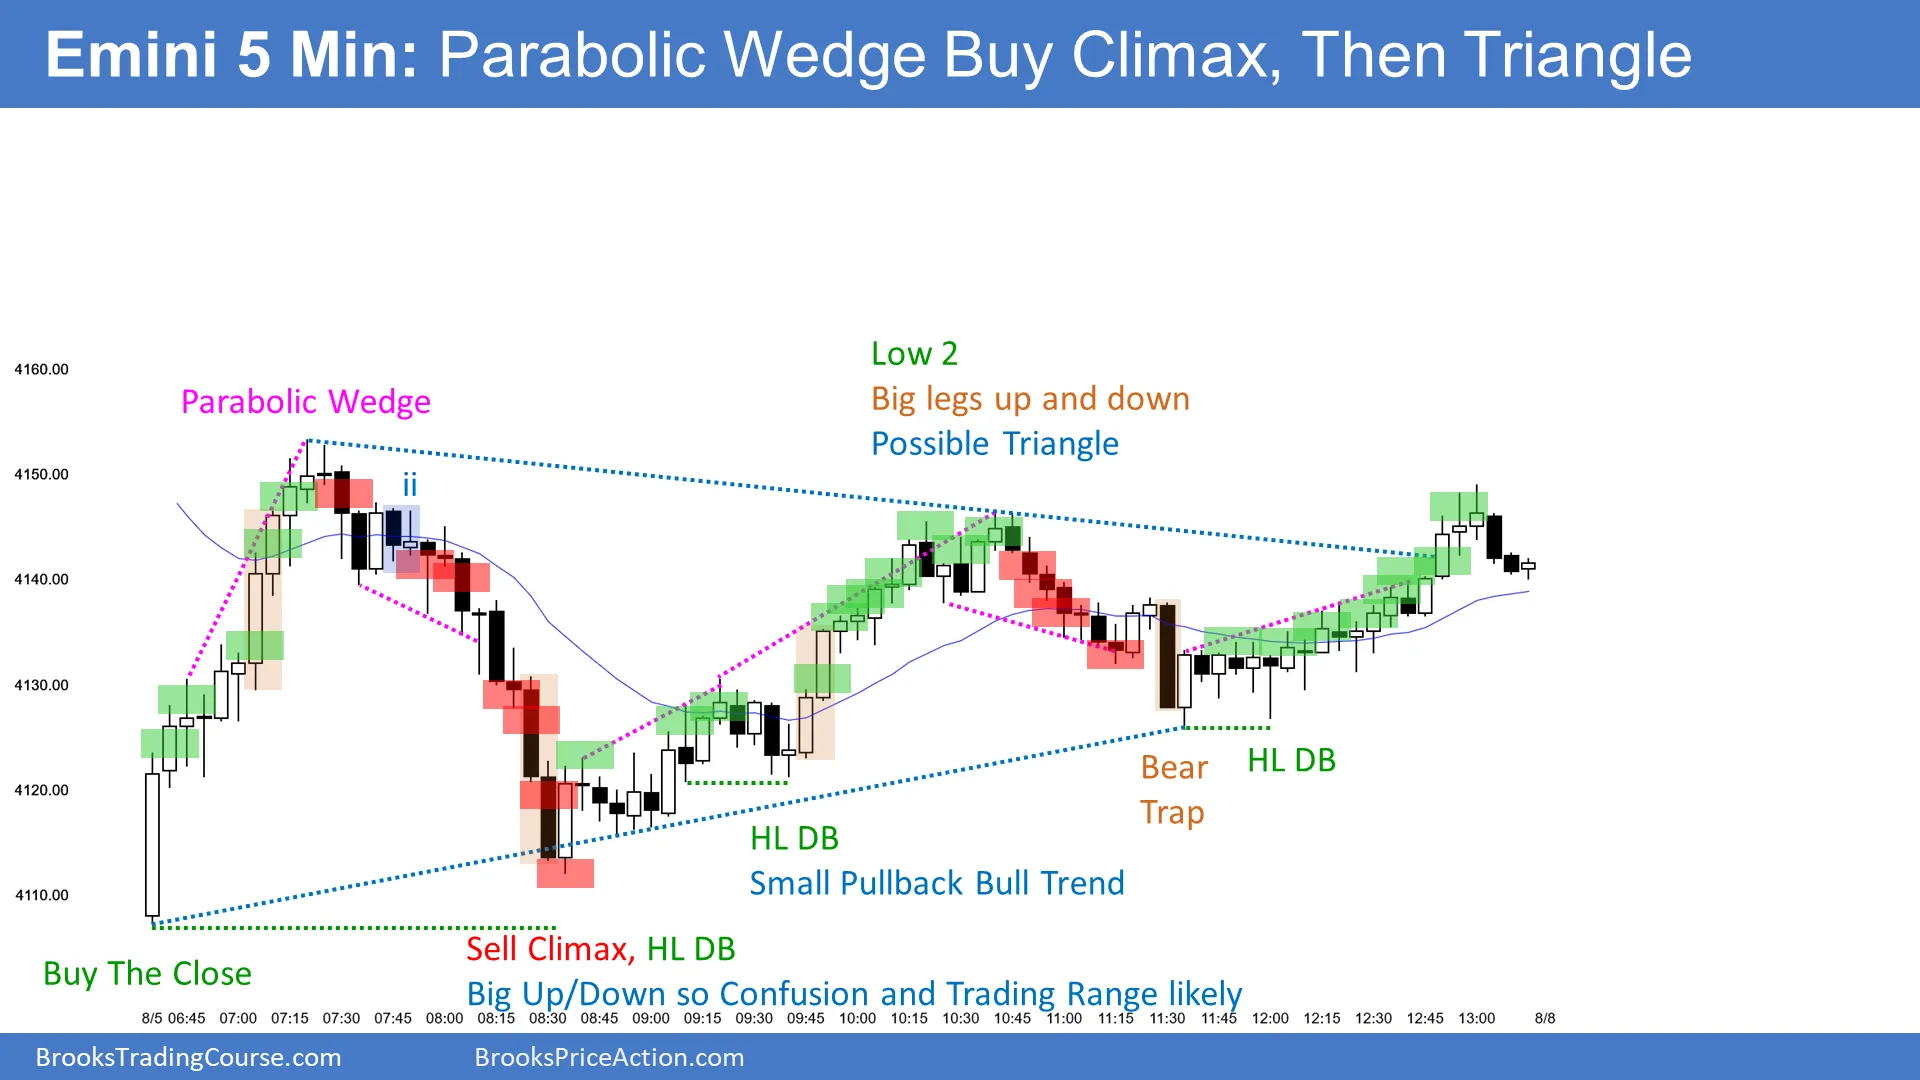 Emini 5 Min: Parabolic Wedge Buy Climax, Then Triangle
Low 2
4160.00
Parabolic Wedge
Big legs up and down
Possible Triangle
4150.00
ii
4140.00
4130.00
Bear
Trap
HL DB
4120.00
HL DB
Small Pullback Bull Trend
4110.00
Sell Climax, HL DB
Buy The Close
Big Up/Down so Confusion and Trading Range likely
8/5 06:45 07:00 07:15 07:30 07:45 08:00 08:15 08:30 08:45 09:00 09:15 09:30 09:45 10:00 10:15 10:30 10:45 11:00 11:15 11:30 11:45 12:00 12:15 12:30 12:45 13:00 8/8
BrooksTradingCourse.com
BrooksPriceAction.com